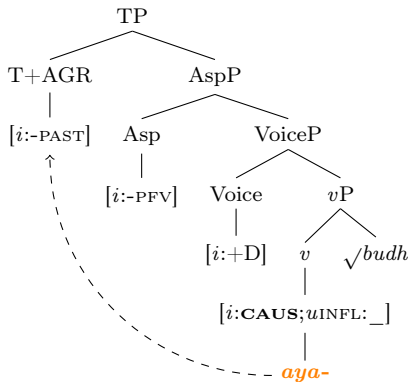 TP
T+AGR AspP
[i:-PAST] Asp VoiceP
[i:-PFV] Voice vP
[i:+D] v √budh
[i:CAUS;uINFL:_]
aya-